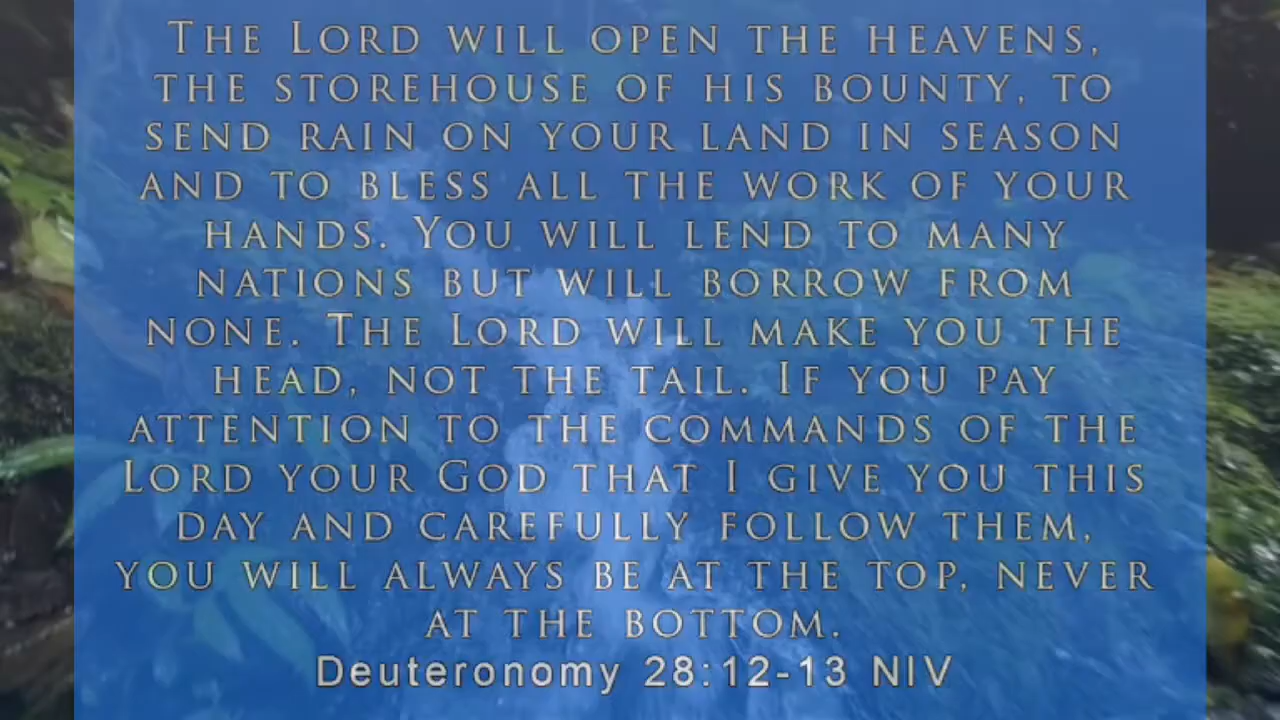 The Lord will open the heavens,
the storehouse of his bounty, to
send rain on your land in season
and to bless all the work of your
hands. You will lend to many
nations but will borrow from
none. The Lord will make you the
head, not the tail. If you pay
attention to the commands of the
Lord your God that I give you this
day and carefully follow them,
you will always be at the top, never
at the bottom.
Deuteronomy 28:12-13 NIV